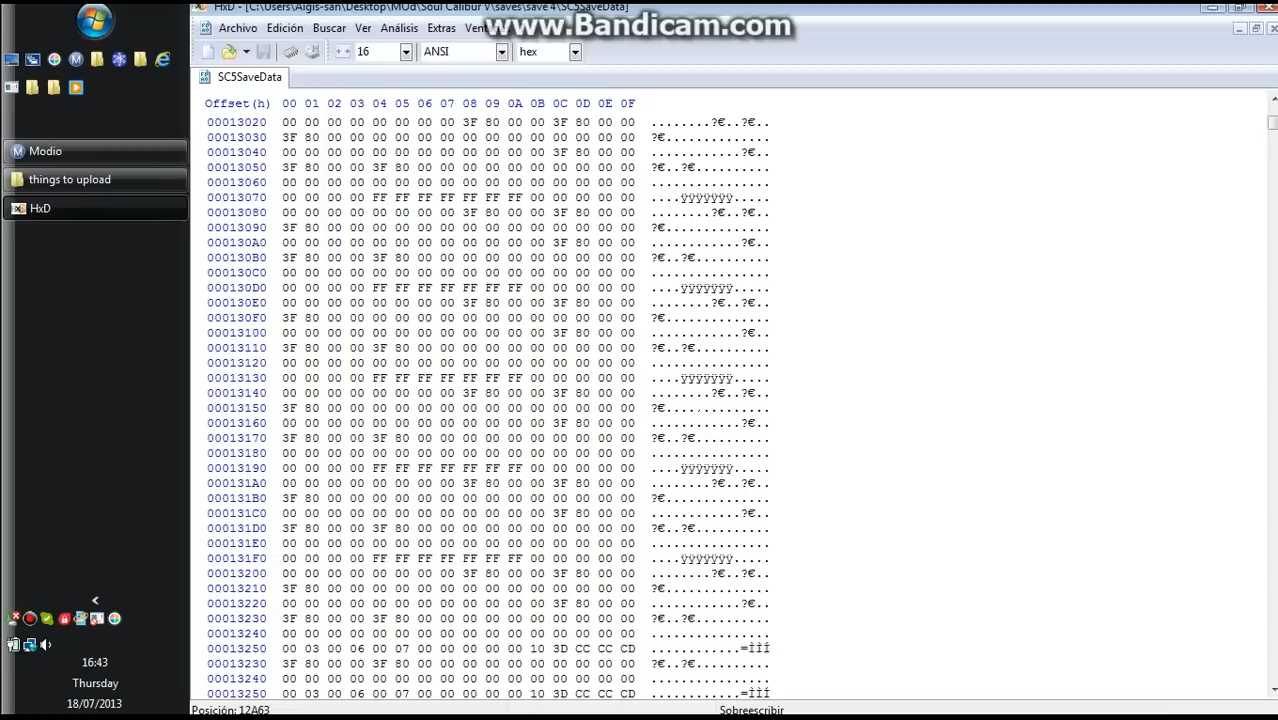 HxD - [C:\Users\Aigis-san\Desktop\MOd\Soul Calibur V\saves\save 4\SC5SaveData]
www.Bandicam.com
Archivo Edición Buscar Ver Análisis Extras
16 ANSI hex
SC5SaveData
Offset(h) 00 01 02 03 04 05 06 07 08 09 0A 0B 0C 0D 0E 0F
00013020 00 00 00 00 00 00 00 00 3F 80 00 00 3F 80 00 00 ........?€..?€..
00013030 3F 80 00 00 00 00 00 00 00 00 00 00 00 00 00 00 ?€..............
00013040 00 00 00 00 00 00 00 00 00 00 00 00 3F 80 00 00 ............?€..
00013050 3F 80 00 00 3F 80 00 00 00 00 00 00 00 00 00 00 ?€..?€..........
00013060 00 00 00 00 00 00 00 00 00 00 00 00 00 00 00 00 ................
00013070 00 00 00 00 FF FF FF FF FF FF FF 00 00 00 00 00 ....ÿÿÿÿÿÿÿ.....
00013080 00 00 00 00 00 00 00 00 3F 80 00 00 3F 80 00 00 ........?€..?€..
00013090 3F 80 00 00 00 00 00 00 00 00 00 00 00 00 00 00 ?€..............
000130A0 00 00 00 00 00 00 00 00 00 00 00 00 3F 80 00 00 ............?€..
000130B0 3F 80 00 00 3F 80 00 00 00 00 00 00 00 00 00 00 ?€..?€..........
000130C0 00 00 00 00 00 00 00 00 00 00 00 00 00 00 00 00 ................
000130D0 00 00 00 00 FF FF FF FF FF FF FF 00 00 00 00 00 ....ÿÿÿÿÿÿÿ.....
000130E0 00 00 00 00 00 00 00 00 3F 80 00 00 3F 80 00 00 ........?€..?€..
000130F0 3F 80 00 00 00 00 00 00 00 00 00 00 00 00 00 00 ?€..............
00013100 00 00 00 00 00 00 00 00 00 00 00 00 3F 80 00 00 ............?€..
00013110 3F 80 00 00 3F 80 00 00 00 00 00 00 00 00 00 00 ?€..?€..........
00013120 00 00 00 00 00 00 00 00 00 00 00 00 00 00 00 00 ................
00013130 00 00 00 00 FF FF FF FF FF FF FF 00 00 00 00 00 ....ÿÿÿÿÿÿÿ.....
00013140 00 00 00 00 00 00 00 00 3F 80 00 00 3F 80 00 00 ........?€..?€..
00013150 3F 80 00 00 00 00 00 00 00 00 00 00 00 00 00 00 ?€..............
00013160 00 00 00 00 00 00 00 00 00 00 00 00 3F 80 00 00 ............?€..
00013170 3F 80 00 00 3F 80 00 00 00 00 00 00 00 00 00 00 ?€..?€..........
00013180 00 00 00 00 00 00 00 00 00 00 00 00 00 00 00 00 ................
00013190 00 00 00 00 FF FF FF FF FF FF FF 00 00 00 00 00 ....ÿÿÿÿÿÿÿ.....
000131A0 00 00 00 00 00 00 00 00 3F 80 00 00 3F 80 00 00 ........?€..?€..
000131B0 3F 80 00 00 00 00 00 00 00 00 00 00 00 00 00 00 ?€..............
000131C0 00 00 00 00 00 00 00 00 00 00 00 00 3F 80 00 00 ............?€..
000131D0 3F 80 00 00 3F 80 00 00 00 00 00 00 00 00 00 00 ?€..?€..........
000131E0 00 00 00 00 00 00 00 00 00 00 00 00 00 00 00 00 ................
000131F0 00 00 00 00 FF FF FF FF FF FF FF 00 00 00 00 00 ....ÿÿÿÿÿÿÿ.....
00013200 00 00 00 00 00 00 00 00 3F 80 00 00 3F 80 00 00 ........?€..?€..
00013210 3F 80 00 00 00 00 00 00 00 00 00 00 00 00 00 00 ?€..............
00013220 00 00 00 00 00 00 00 00 00 00 00 00 3F 80 00 00 ............?€..
00013230 3F 80 00 00 3F 80 00 00 00 00 00 00 00 00 00 00 ?€..?€..........
00013240 00 00 00 00 00 00 00 00 00 00 00 00 00 00 00 00 ................
00013250 00 03 00 06 00 07 00 00 00 00 00 10 3D CC CC CD ............=ÌÌÍ
00013230 3F 80 00 00 3F 80 00 00 00 00 00 00 00 00 00 00 ?€..?€..........
00013240 00 00 00 00 00 00 00 00 00 00 00 00 00 00 00 00 ................
00013250 00 03 00 06 00 07 00 00 00 00 00 10 3D CC CC CD ............=ÌÌÍ
Posición: 12A63
Sobreescribir
Modio
things to upload
HxD
16:43
Thursday
18/07/2013